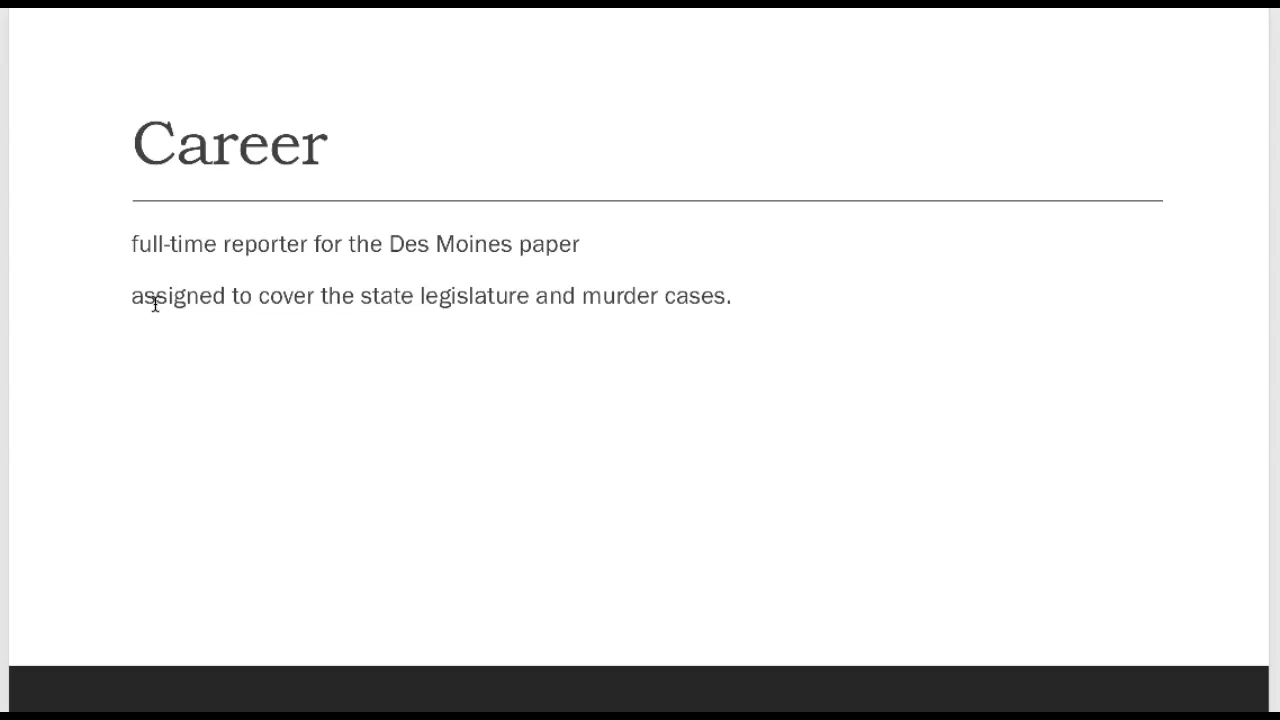 Career
full-time reporter for the Des Moines paper
assigned to cover the state legislature and murder cases.